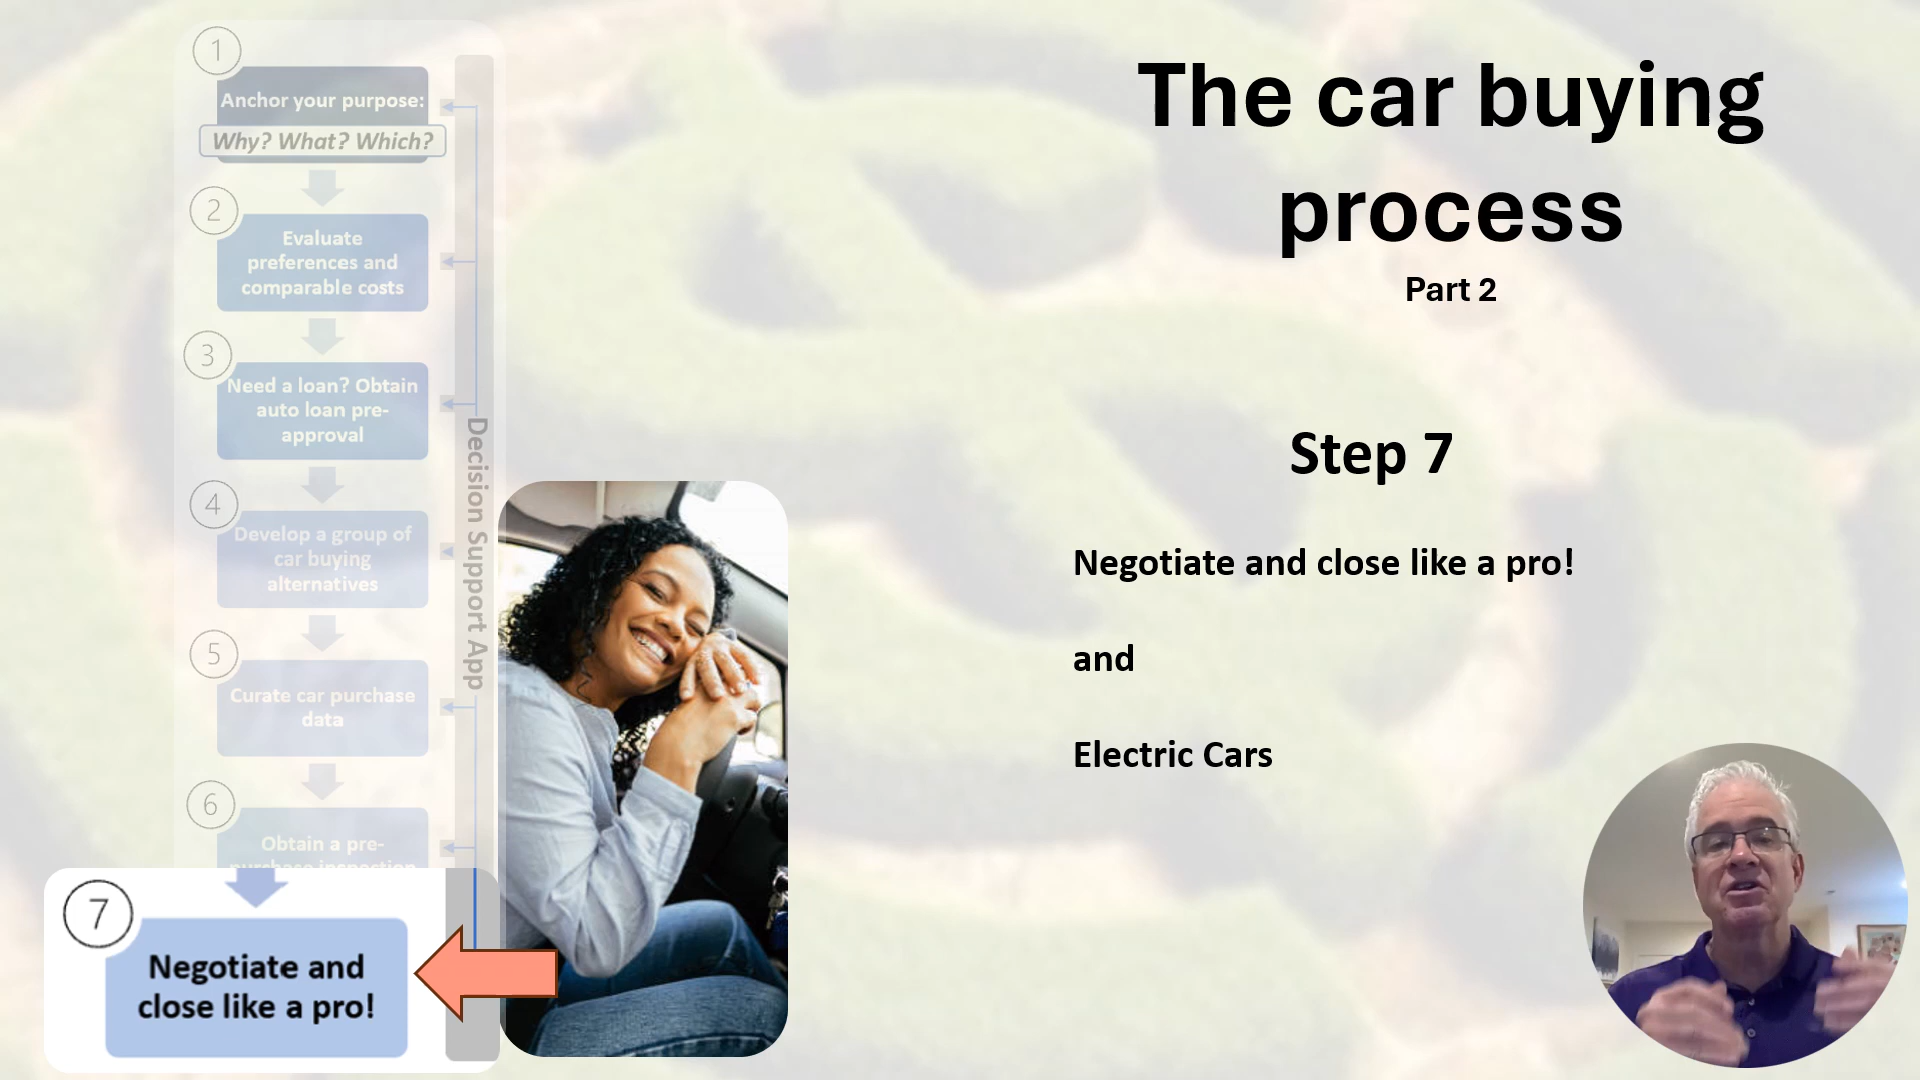 The car buying
process
Part 2
Step 7
Negotiate and close like a pro!
and
Electric Cars
1
Anchor your purpose:
Why? What? Which?
2
Evaluate
preferences and
comparable costs
3
Need a loan? Obtain
auto loan pre-
approval
4
Develop a group of
car buying
alternatives
5
Curate car purchase
data
6
Obtain a pre-
purchase inspection
7
Negotiate and
close like a pro!
Decision Support App